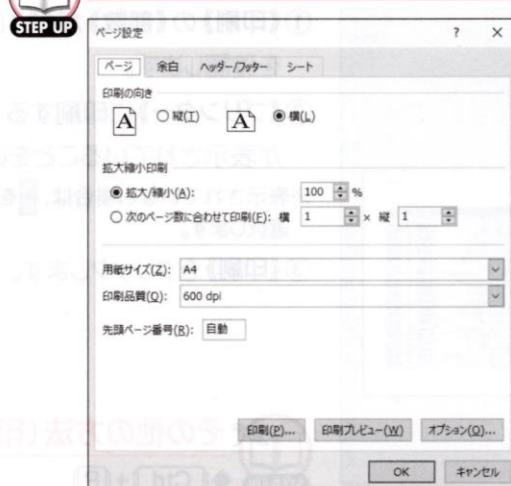 STEP UP
ページ設定 ? ×
ページ 余白 ヘッダー/フッター シート
印刷の向き
A 縦(T) A 横(L)
拡大縮小印刷
拡大/縮小(A): 100 %
次のページ数に合わせて印刷(F): 横 1 × 縦 1
用紙サイズ(Z): A4
印刷品質(Q): 600 dpi
先頭ページ番号(R): 自動
印刷(P)... 印刷プレビュー(W) オプション(O)...
OK キャンセル